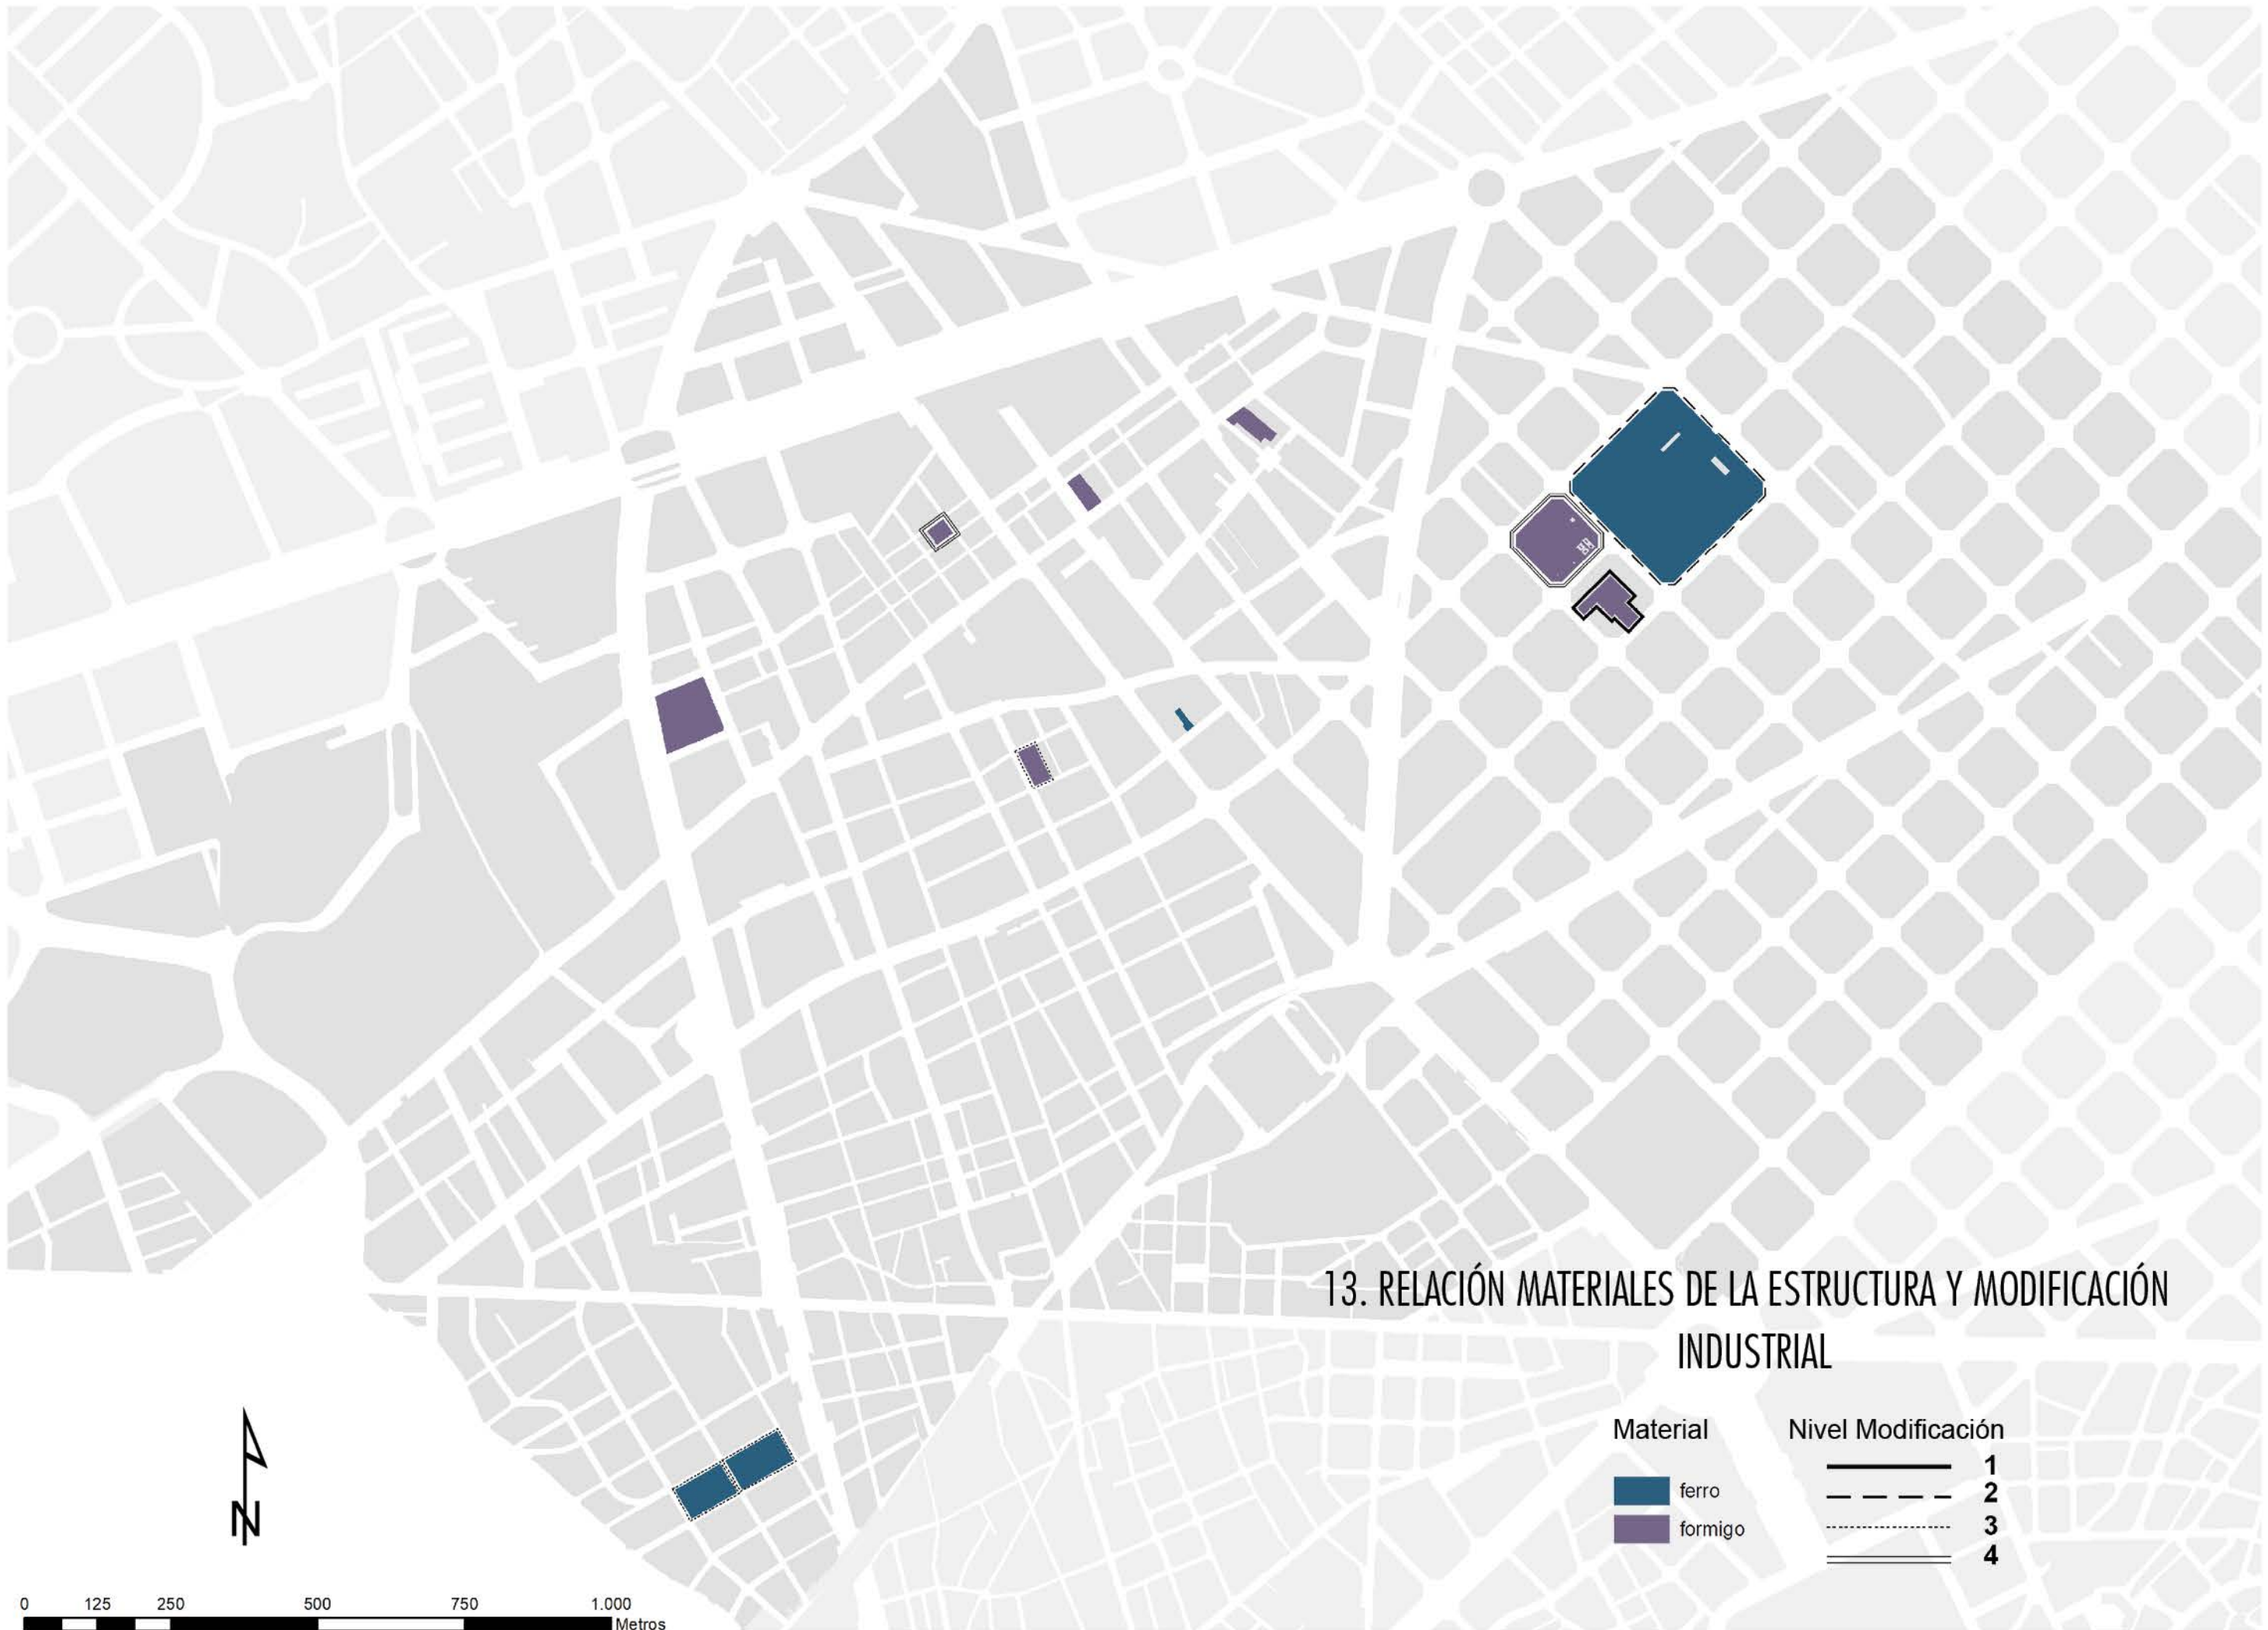 13. RELACIÓN MATERIALES DE LA ESTRUCTURA Y MODIFICACIÓN
INDUSTRIAL
Material
Nivel Modificación
ferro
formigo
1
2
3
4
N
0 125 250 500 750 1.000
Metros